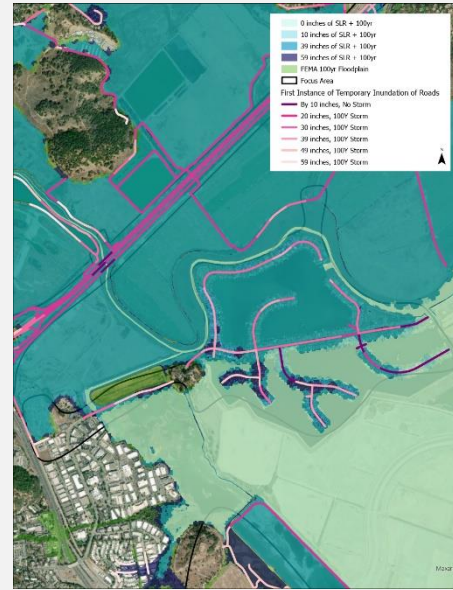 0 inches of SLR + 100yr
10 inches of SLR + 100yr
39 inches of SLR + 100yr
59 inches of SLR + 100yr
FEMA 100yr Floodplain
Focus Area
First Instance of Temporary Inundation of Roads
By 10 inches, No Storm
20 inches, 100Y Storm
30 inches, 100Y Storm
39 inches, 100Y Storm
49 inches, 100Y Storm
59 inches, 100Y Storm
Maxar